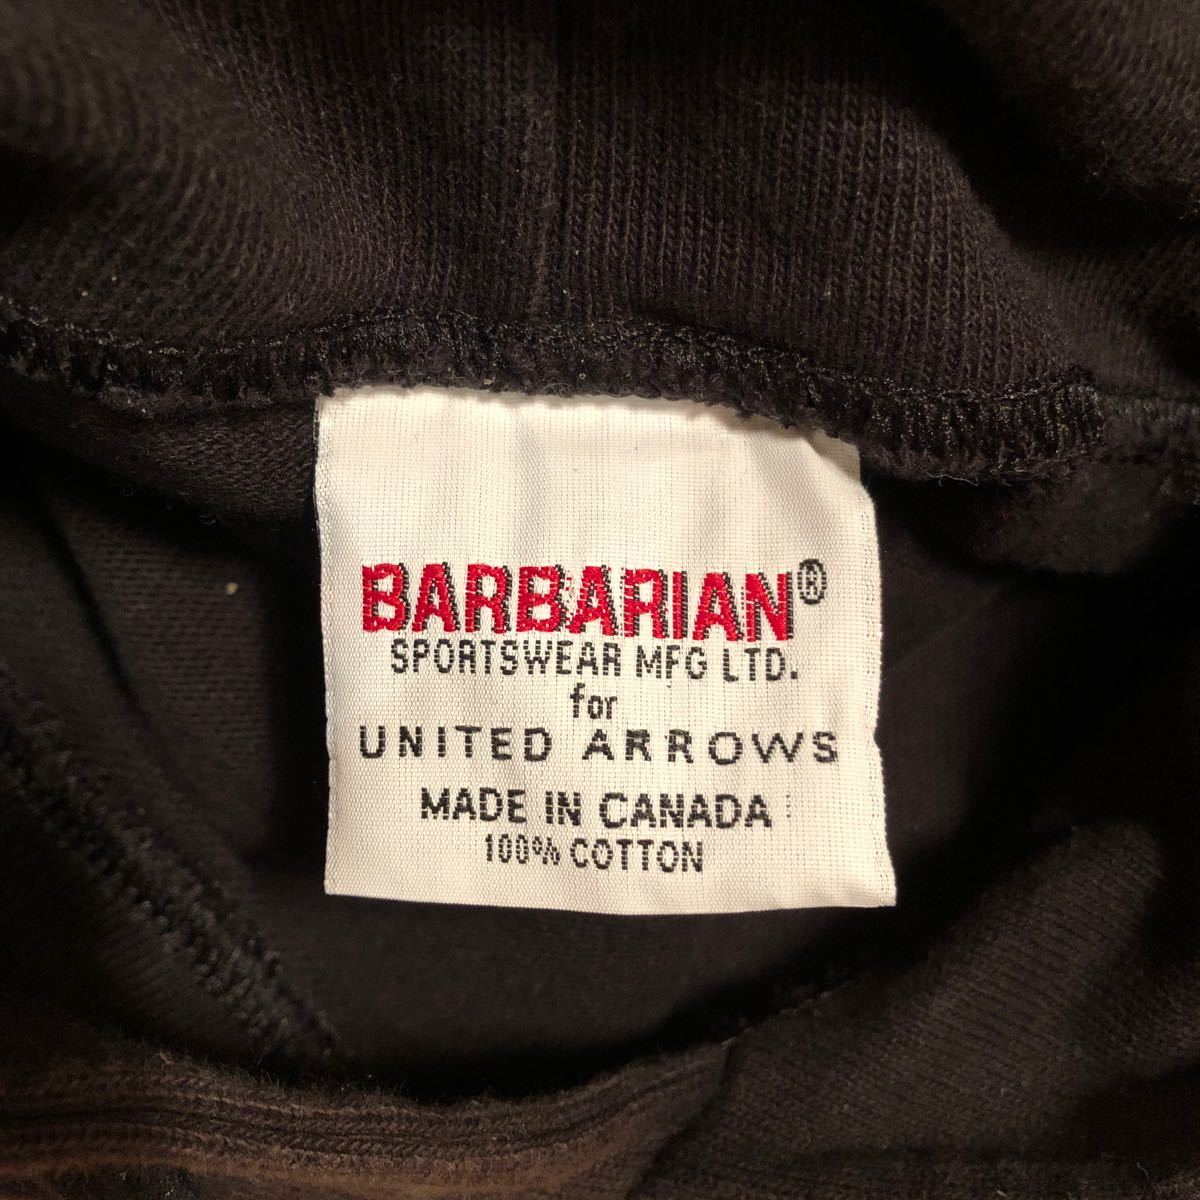 BARBARIAN®
SPORTSWEAR MFG LTD.
for
UNITED ARROWS
MADE IN CANADA
100% COTTON